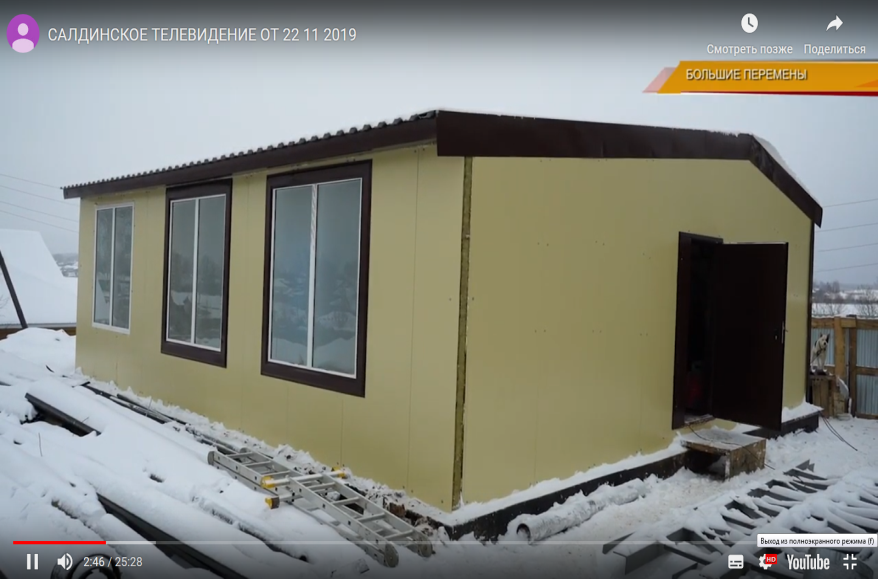 САЛДИНСКОЕ ТЕЛЕВИДЕНИЕ ОТ 22 11 2019
Смотреть позже
Поделиться
БОЛЬШИЕ ПЕРЕМЕНЫ
Выход из полноэкранного режима (f)
2:46 / 25:28
HD
YouTube